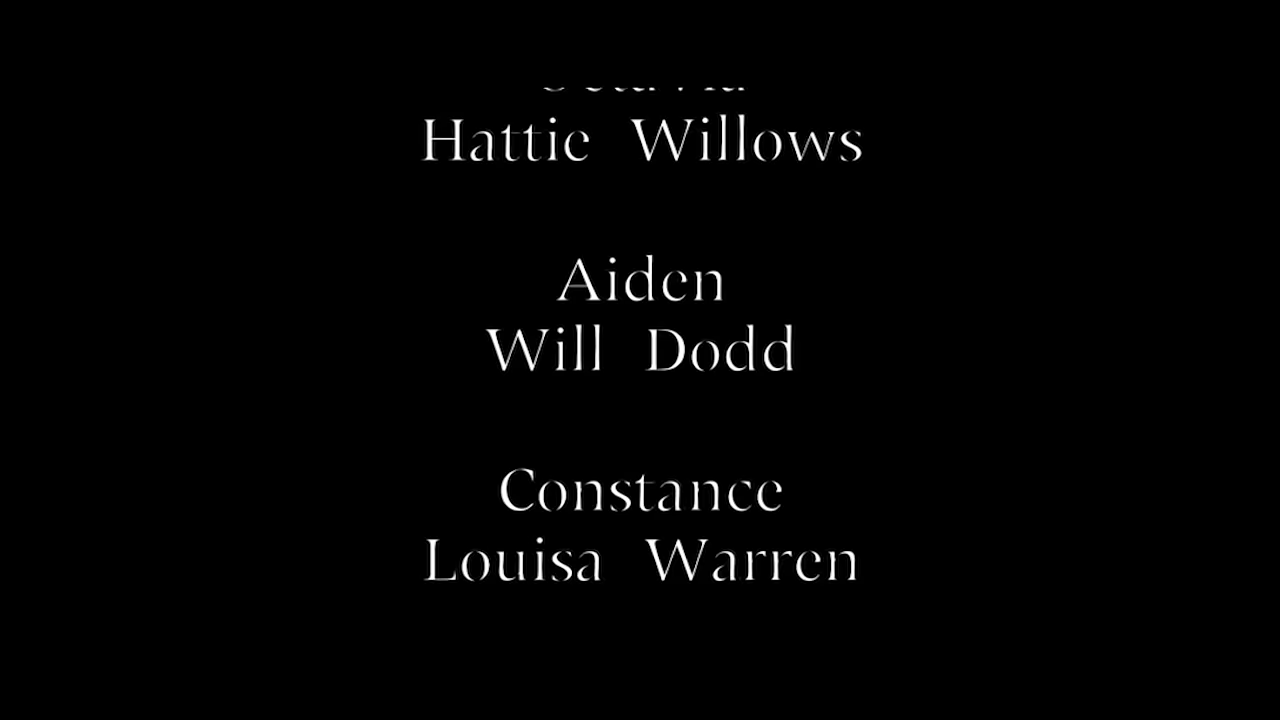 Hattie Willows
Aiden
Will Dodd
Constance
Louisa Warren